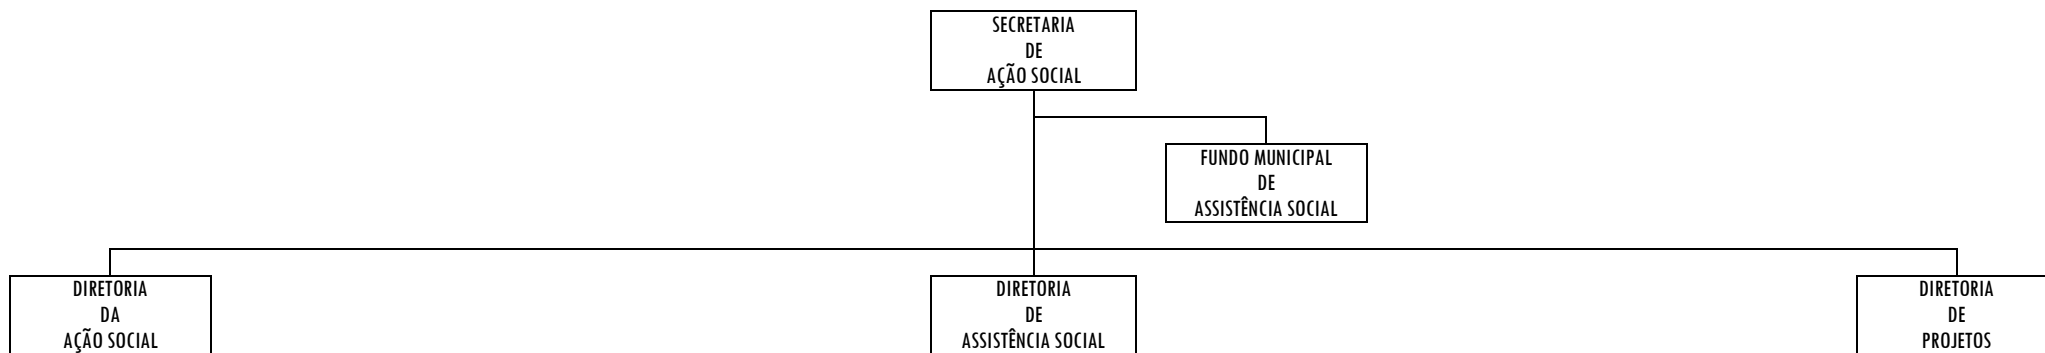 SECRETARIA
DE
AÇÃO SOCIAL
FUNDO MUNICIPAL
DE
ASSISTÊNCIA SOCIAL
DIRETORIA
DA
AÇÃO SOCIAL
DIRETORIA
DE
ASSISTÊNCIA SOCIAL
DIRETORIA
DE
PROJETOS